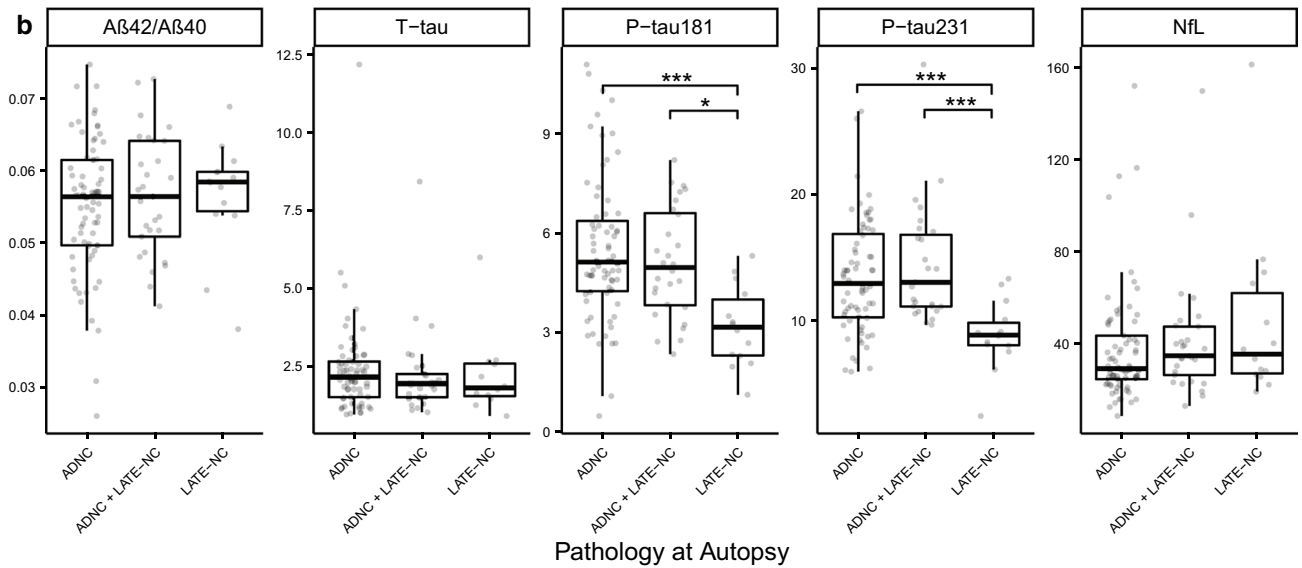 b
Aß42/Aß40
T−tau
P−tau181
P−tau231
NfL
0.07
0.06
0.05
0.04
0.03
12.5
10.0
7.5
5.0
2.5
9
6
3
0
30
20
10
160
120
80
40
***
*
***
***
ADNC
ADNC + LATE−NC
LATE−NC
ADNC
ADNC + LATE−NC
LATE−NC
ADNC
ADNC + LATE−NC
LATE−NC
ADNC
ADNC + LATE−NC
LATE−NC
ADNC
ADNC + LATE−NC
LATE−NC
Pathology at Autopsy